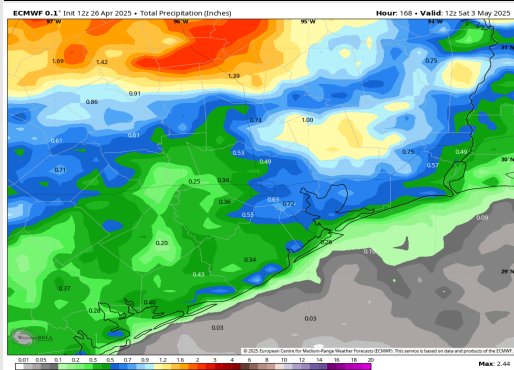 ECMWF 0.1° Init 12z 26 Apr 2025 • Total Precipitation (Inches)
Hour: 168 • Valid: 12z Sat 3 May 2025
97°W 96°W 95°W 94°W
1.69 1.42 0.75
1.39
0.91
0.86
0.74 1.00
0.61 0.61
0.53 0.75 0.49
0.49 0.57 30°N
0.71
0.25 0.34
0.36 0.63 0.72
0.55 0.09
0.20 0.26
0.34
0.43 29°N
0.37
0.40
0.28
0.03 0.03
WeatherBELL
© 2025 European Centre for Medium-Range Weather Forecasts (ECMWF). This service is based on data and products of the ECMWF.
0.01 0.05 0.1 0.2 0.3 0.5 0.7 0.9 1.2 1.6 2 3 4 6 8 10 12 14 16 18 20
Max: 2.44